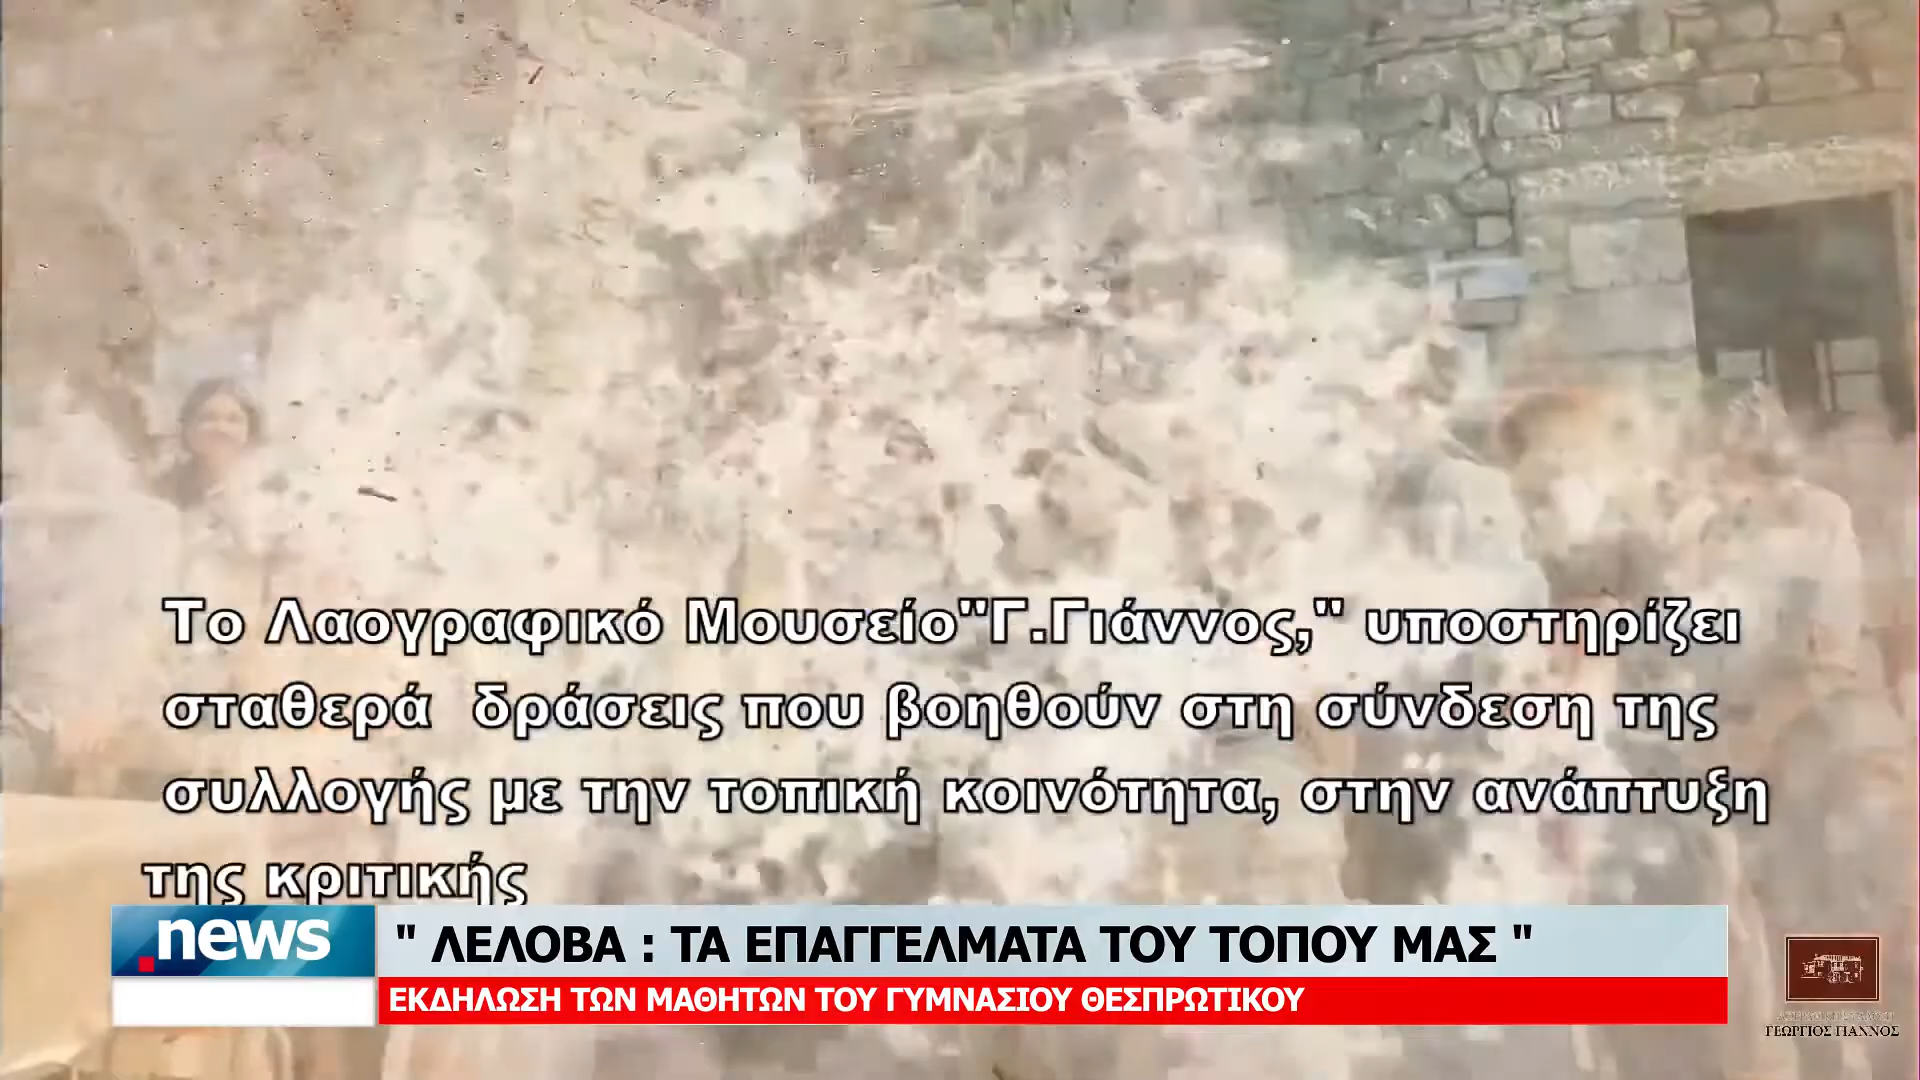 Το Λαογραφικό Μουσείο"Γ.Γιάννος," υποστηρίζει
σταθερά δράσεις που βοηθούν στη σύνδεση της
συλλογής με την τοπική κοινότητα, στην ανάπτυξη
της κριτικής
.news
" ΛΕΛΟΒΑ : ΤΑ ΕΠΑΓΓΕΛΜΑΤΑ ΤΟΥ ΤΟΠΟΥ ΜΑΣ "
ΕΚΔΗΛΩΣΗ ΤΩΝ ΜΑΘΗΤΩΝ ΤΟΥ ΓΥΜΝΑΣΙΟΥ ΘΕΣΠΡΩΤΙΚΟΥ
ΓΕΩΡΓΙΟΣ ΓΙΑΝΝΟΣ